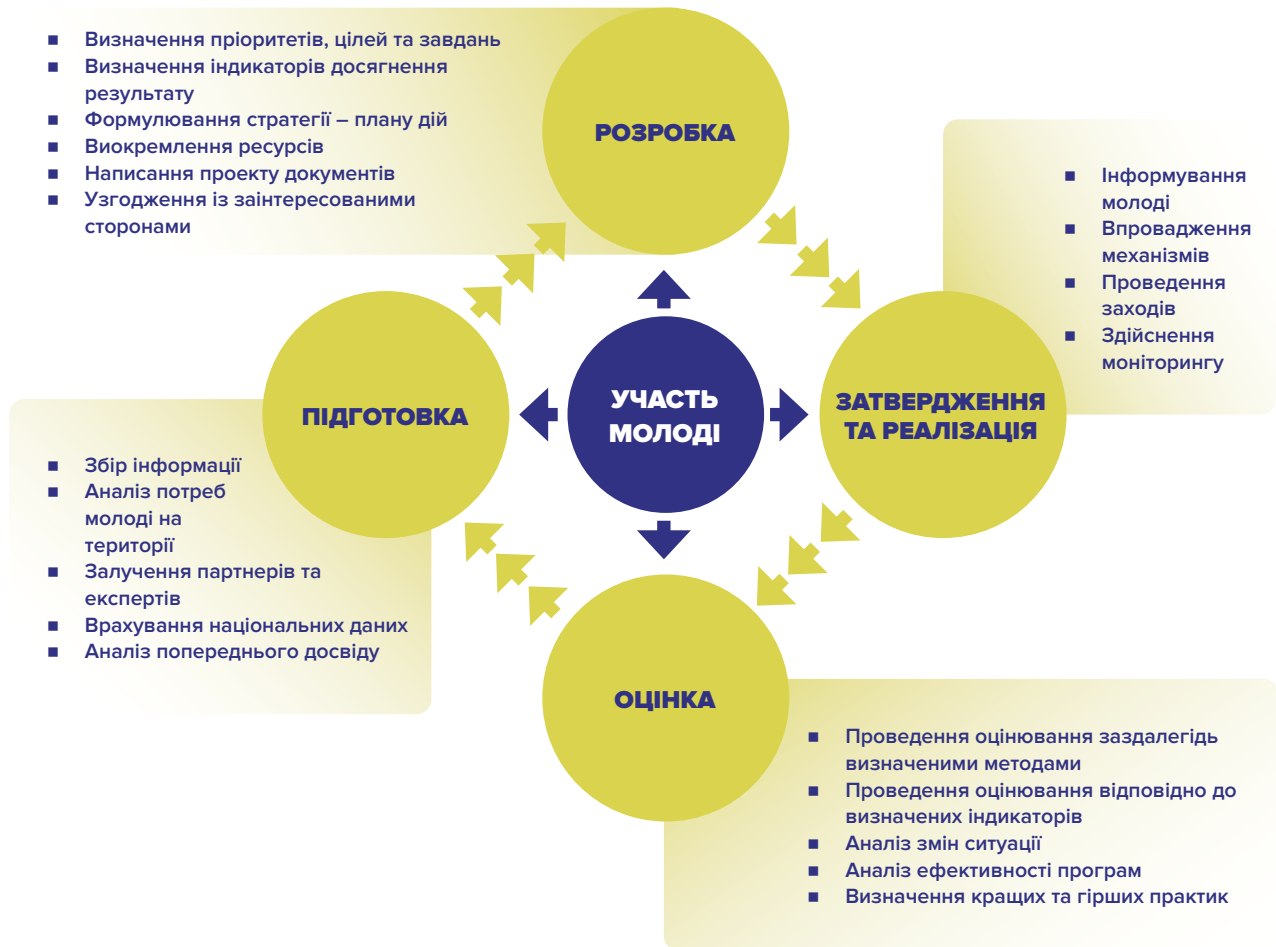 ■ Визначення пріоритетів, цілей та завдань
■ Визначення індикаторів досягнення
результату
■ Формулювання стратегії – плану дій
■ Виокремлення ресурсів
■ Написання проекту документів
■ Узгодження із заінтересованими
сторонами
РОЗРОБКА
■ Інформування
молоді
■ Впровадження
механізмів
■ Проведення
заходів
■ Здійснення
моніторингу
ПІДГОТОВКА
УЧАСТЬ
МОЛОДІ
ЗАТВЕРДЖЕННЯ
ТА РЕАЛІЗАЦІЯ
■ Збір інформації
■ Аналіз потреб
молоді на
території
■ Залучення партнерів та
експертів
■ Врахування національних даних
■ Аналіз попереднього досвіду
ОЦІНКА
■ Проведення оцінювання заздалегідь
визначеними методами
■ Проведення оцінювання відповідно до
визначених індикаторів
■ Аналіз змін ситуації
■ Аналіз ефективності програм
■ Визначення кращих та гірших практик